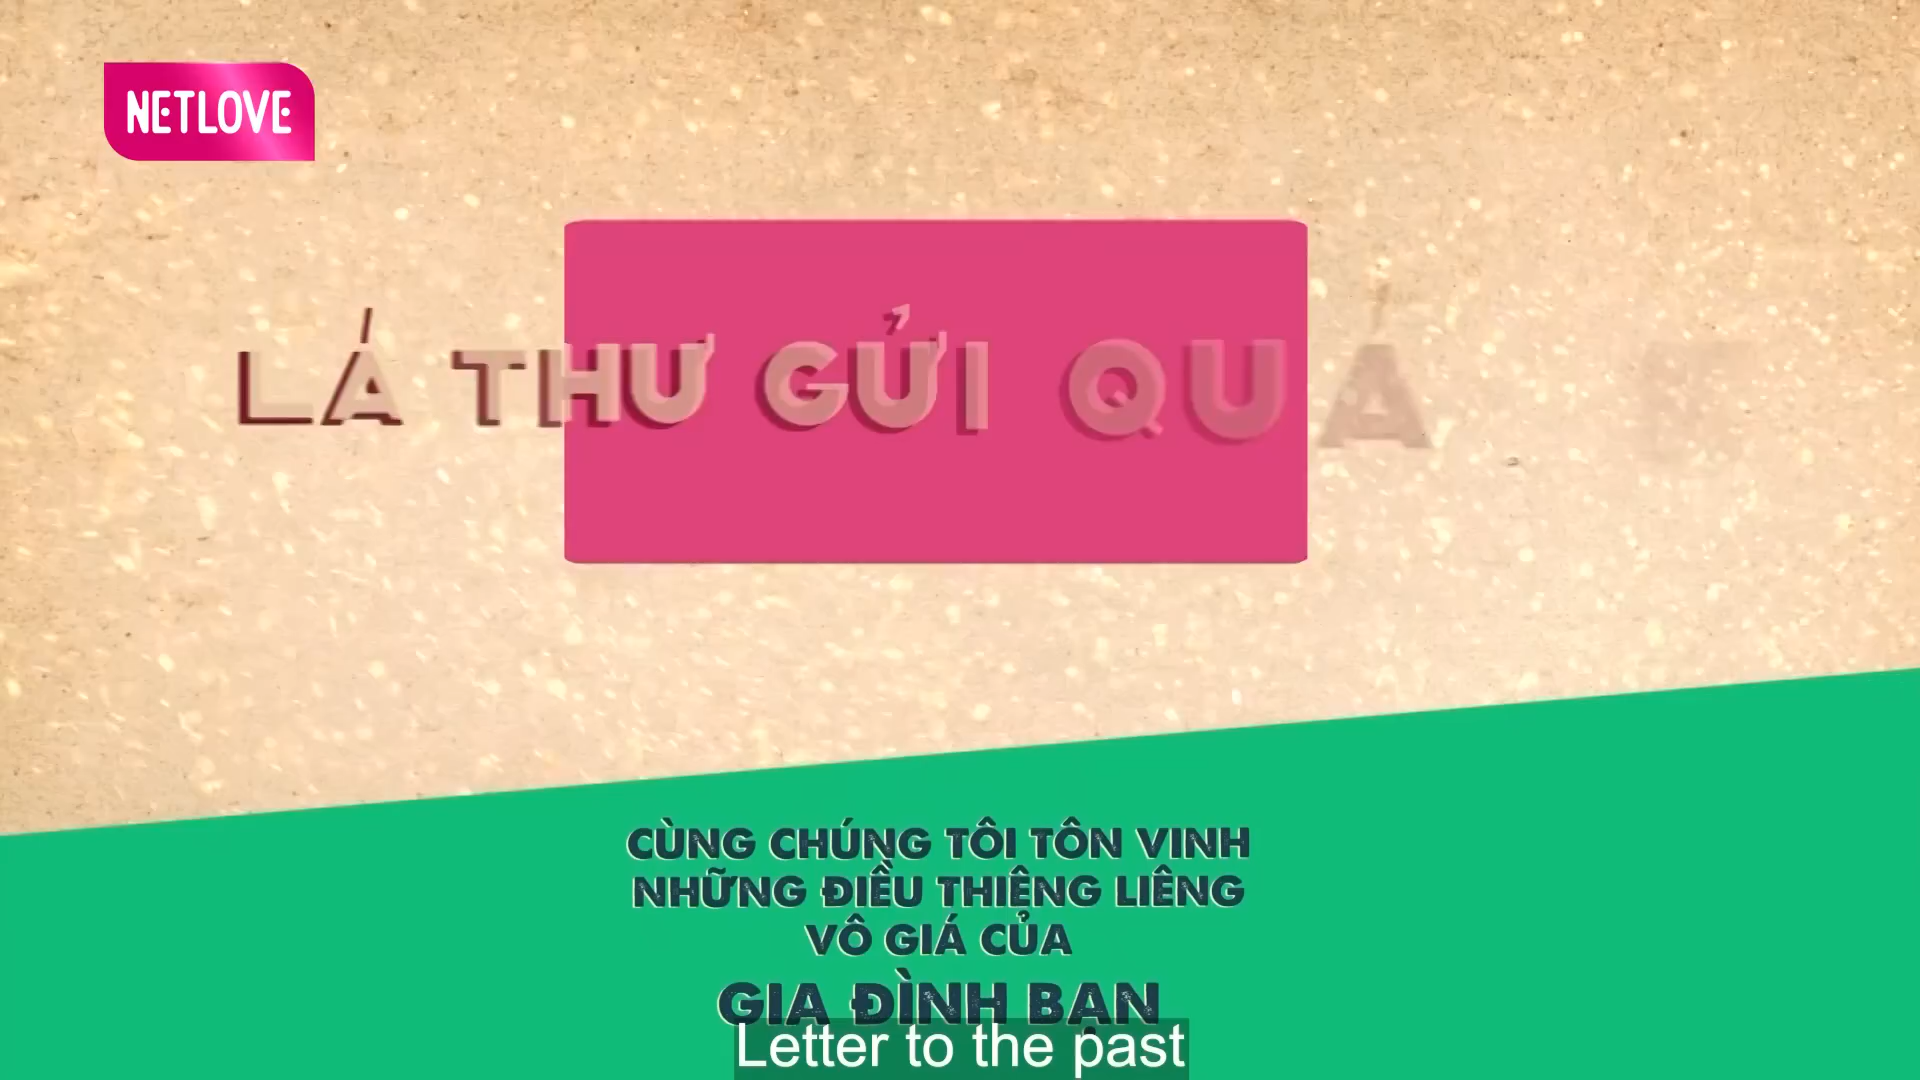 NETLOVE
LÁ THƯ GỬI QUÁ
CÙNG CHÚNG TÔI TÔN VINH
NHỮNG ĐIỀU THIÊNG LIÊNG
VÔ GIÁ CỦA
GIA ĐÌNH BẠN
Letter to the past